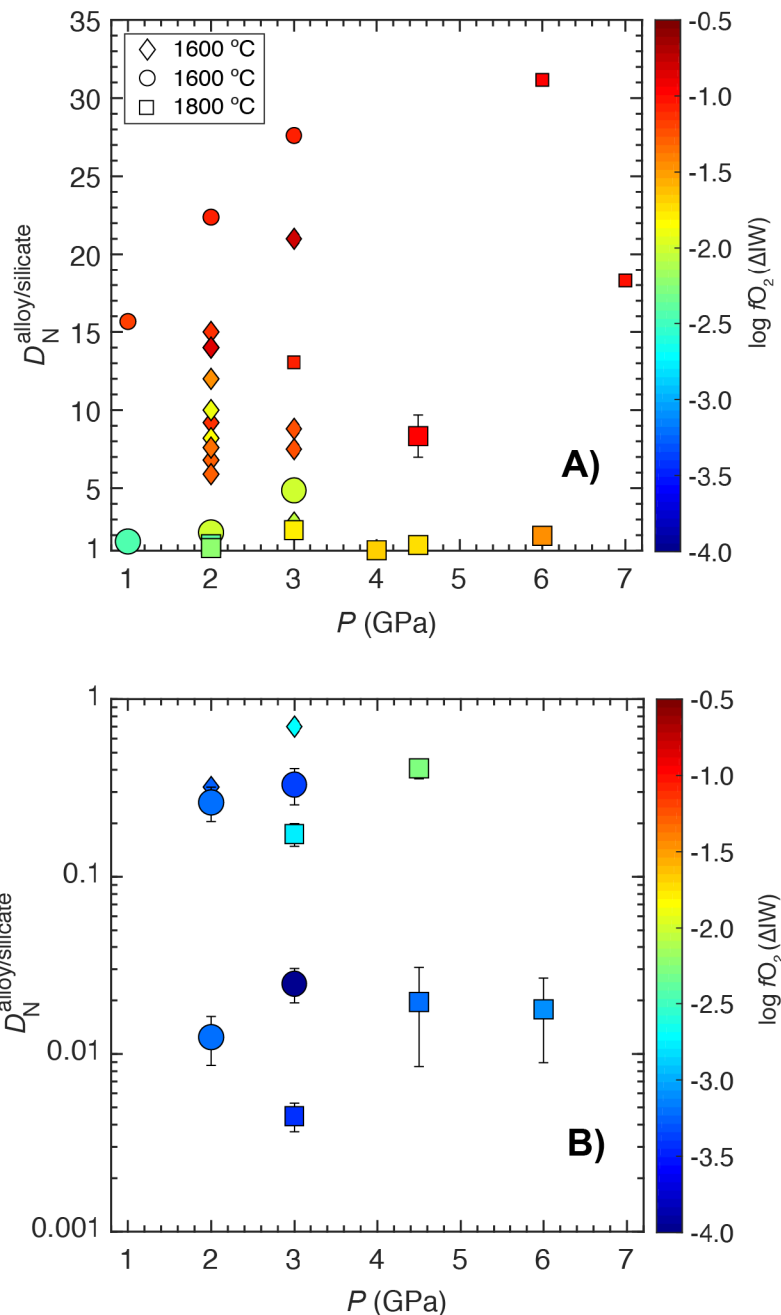 35
30
25
20
15
10
5
1
1600 °C
1600 °C
1800 °C
D_N^alloy/silicate
A)
1 2 3 4 5 6 7
P (GPa)
-0.5
-1.0
-1.5
-2.0
-2.5
-3.0
-3.5
-4.0
log fO₂ (ΔIW)
1
0.1
0.01
0.001
D_N^alloy/silicate
B)
1 2 3 4 5 6 7
P (GPa)
-0.5
-1.0
-1.5
-2.0
-2.5
-3.0
-3.5
-4.0
log fO₂ (ΔIW)